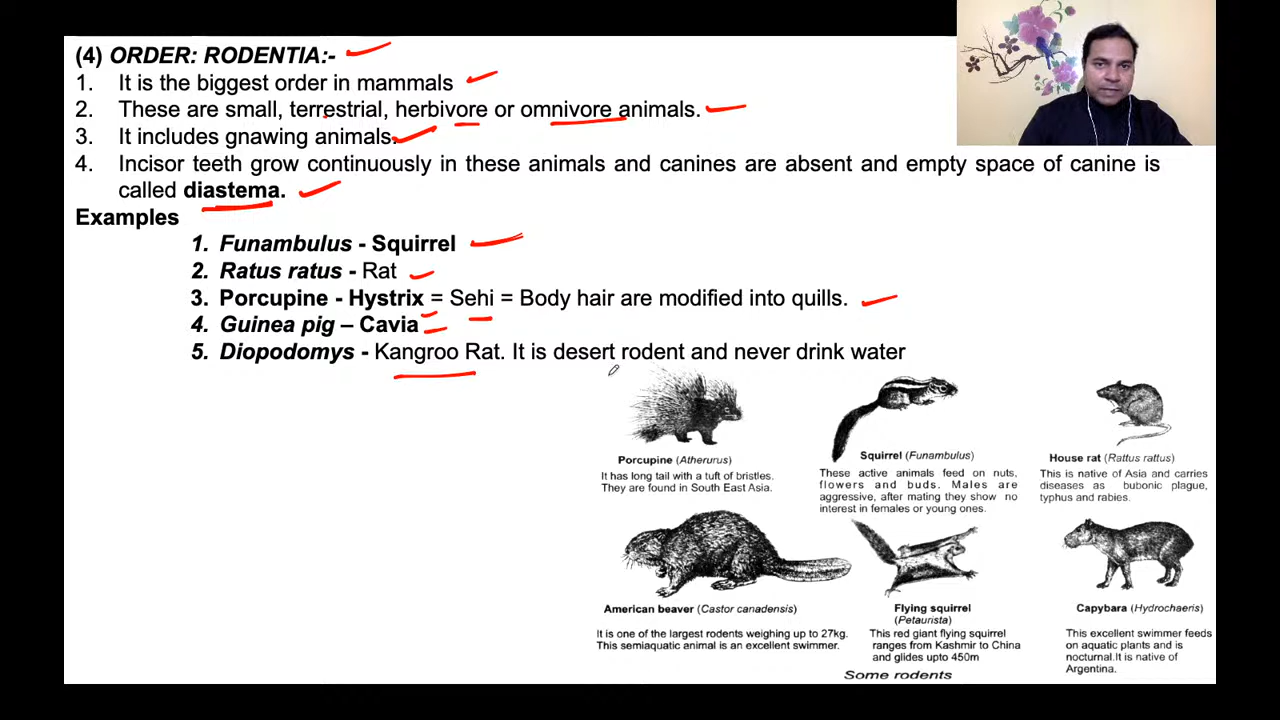 (4) ORDER: RODENTIA:-
1. It is the biggest order in mammals
2. These are small, terrestrial, herbivore or omnivore animals.
3. It includes gnawing animals.
4. Incisor teeth grow continuously in these animals and canines are absent and empty space of canine is
called diastema.
Examples
1. Funambulus - Squirrel
2. Ratus ratus - Rat
3. Porcupine - Hystrix = Sehi = Body hair are modified into quills.
4. Guinea pig – Cavia
5. Diopodomys - Kangroo Rat. It is desert rodent and never drink water
Porcupine (Atherurus)
It has long tail with a tuft of bristles.
They are found in South East Asia.
Squirrel (Funambulus)
These active animals feed on nuts,
flowers and buds. Males are
aggressive, after mating they show no
interest in females or young ones.
House rat (Rattus rattus)
This is native of Asia and carries
diseases as bubonic plague,
typhus and rabies.
American beaver (Castor canadensis)
It is one of the largest rodents weighing up to 27kg.
This semiaquatic animal is an excellent swimmer.
Flying squirrel
(Petaurista)
This red giant flying squirrel
ranges from Kashmir to China
and glides upto 450m
Capybara (Hydrochaeris)
This excellent swimmer feeds
on aquatic plants and is
nocturnal.It is native of
Argentina.
Some rodents